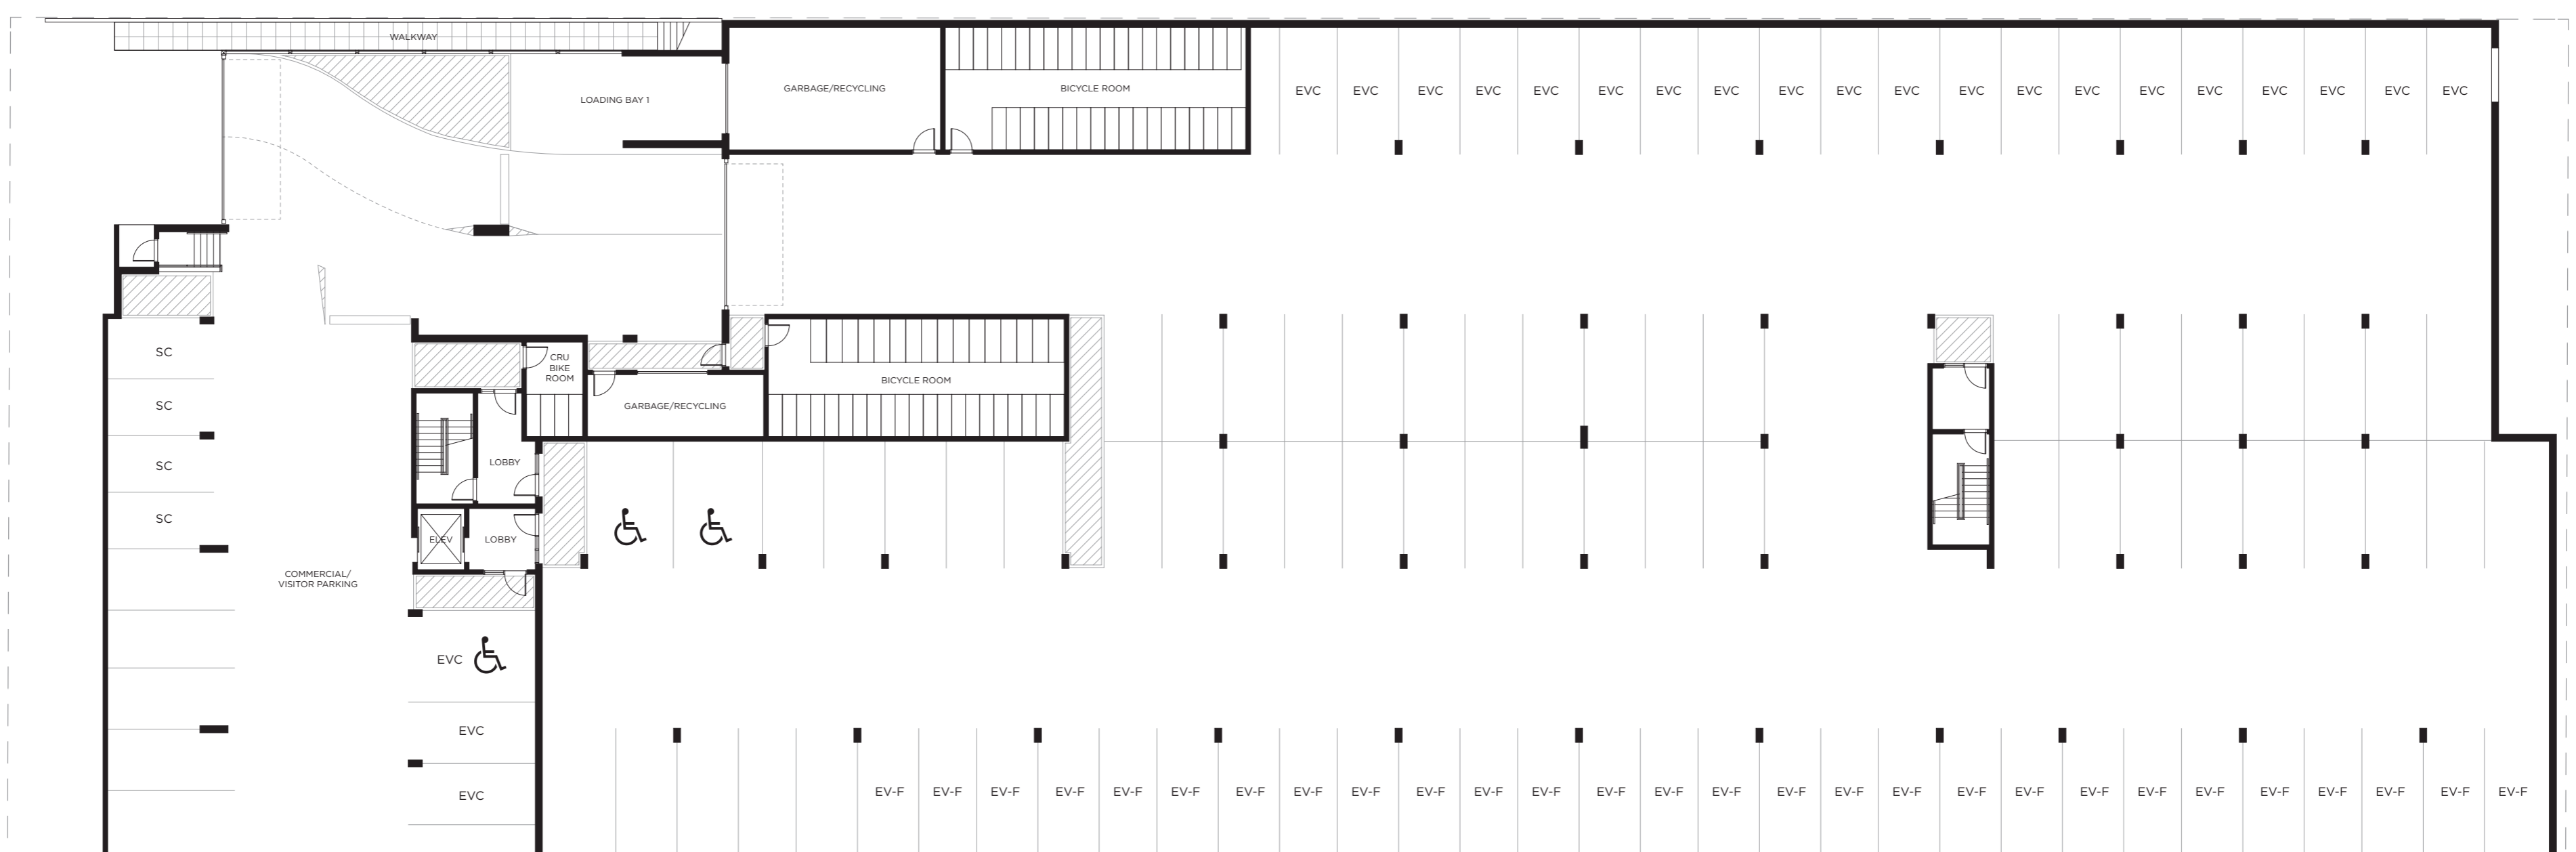 WALKWAY
LOADING BAY 1
GARBAGE/RECYCLING
BICYCLE ROOM
EVC EVC EVC EVC EVC EVC EVC EVC EVC EVC EVC EVC EVC EVC EVC EVC EVC EVC EVC EVC
SC
SC
SC
SC
CRU
BIKE
ROOM
GARBAGE/RECYCLING
BICYCLE ROOM
LOBBY
ELEV
LOBBY
COMMERCIAL/
VISITOR PARKING
EVC
EVC
EVC
EV-F EV-F EV-F EV-F EV-F EV-F EV-F EV-F EV-F EV-F EV-F EV-F EV-F EV-F EV-F EV-F EV-F EV-F EV-F EV-F EV-F EV-F EV-F EV-F EV-F EV-F EV-F EV-F